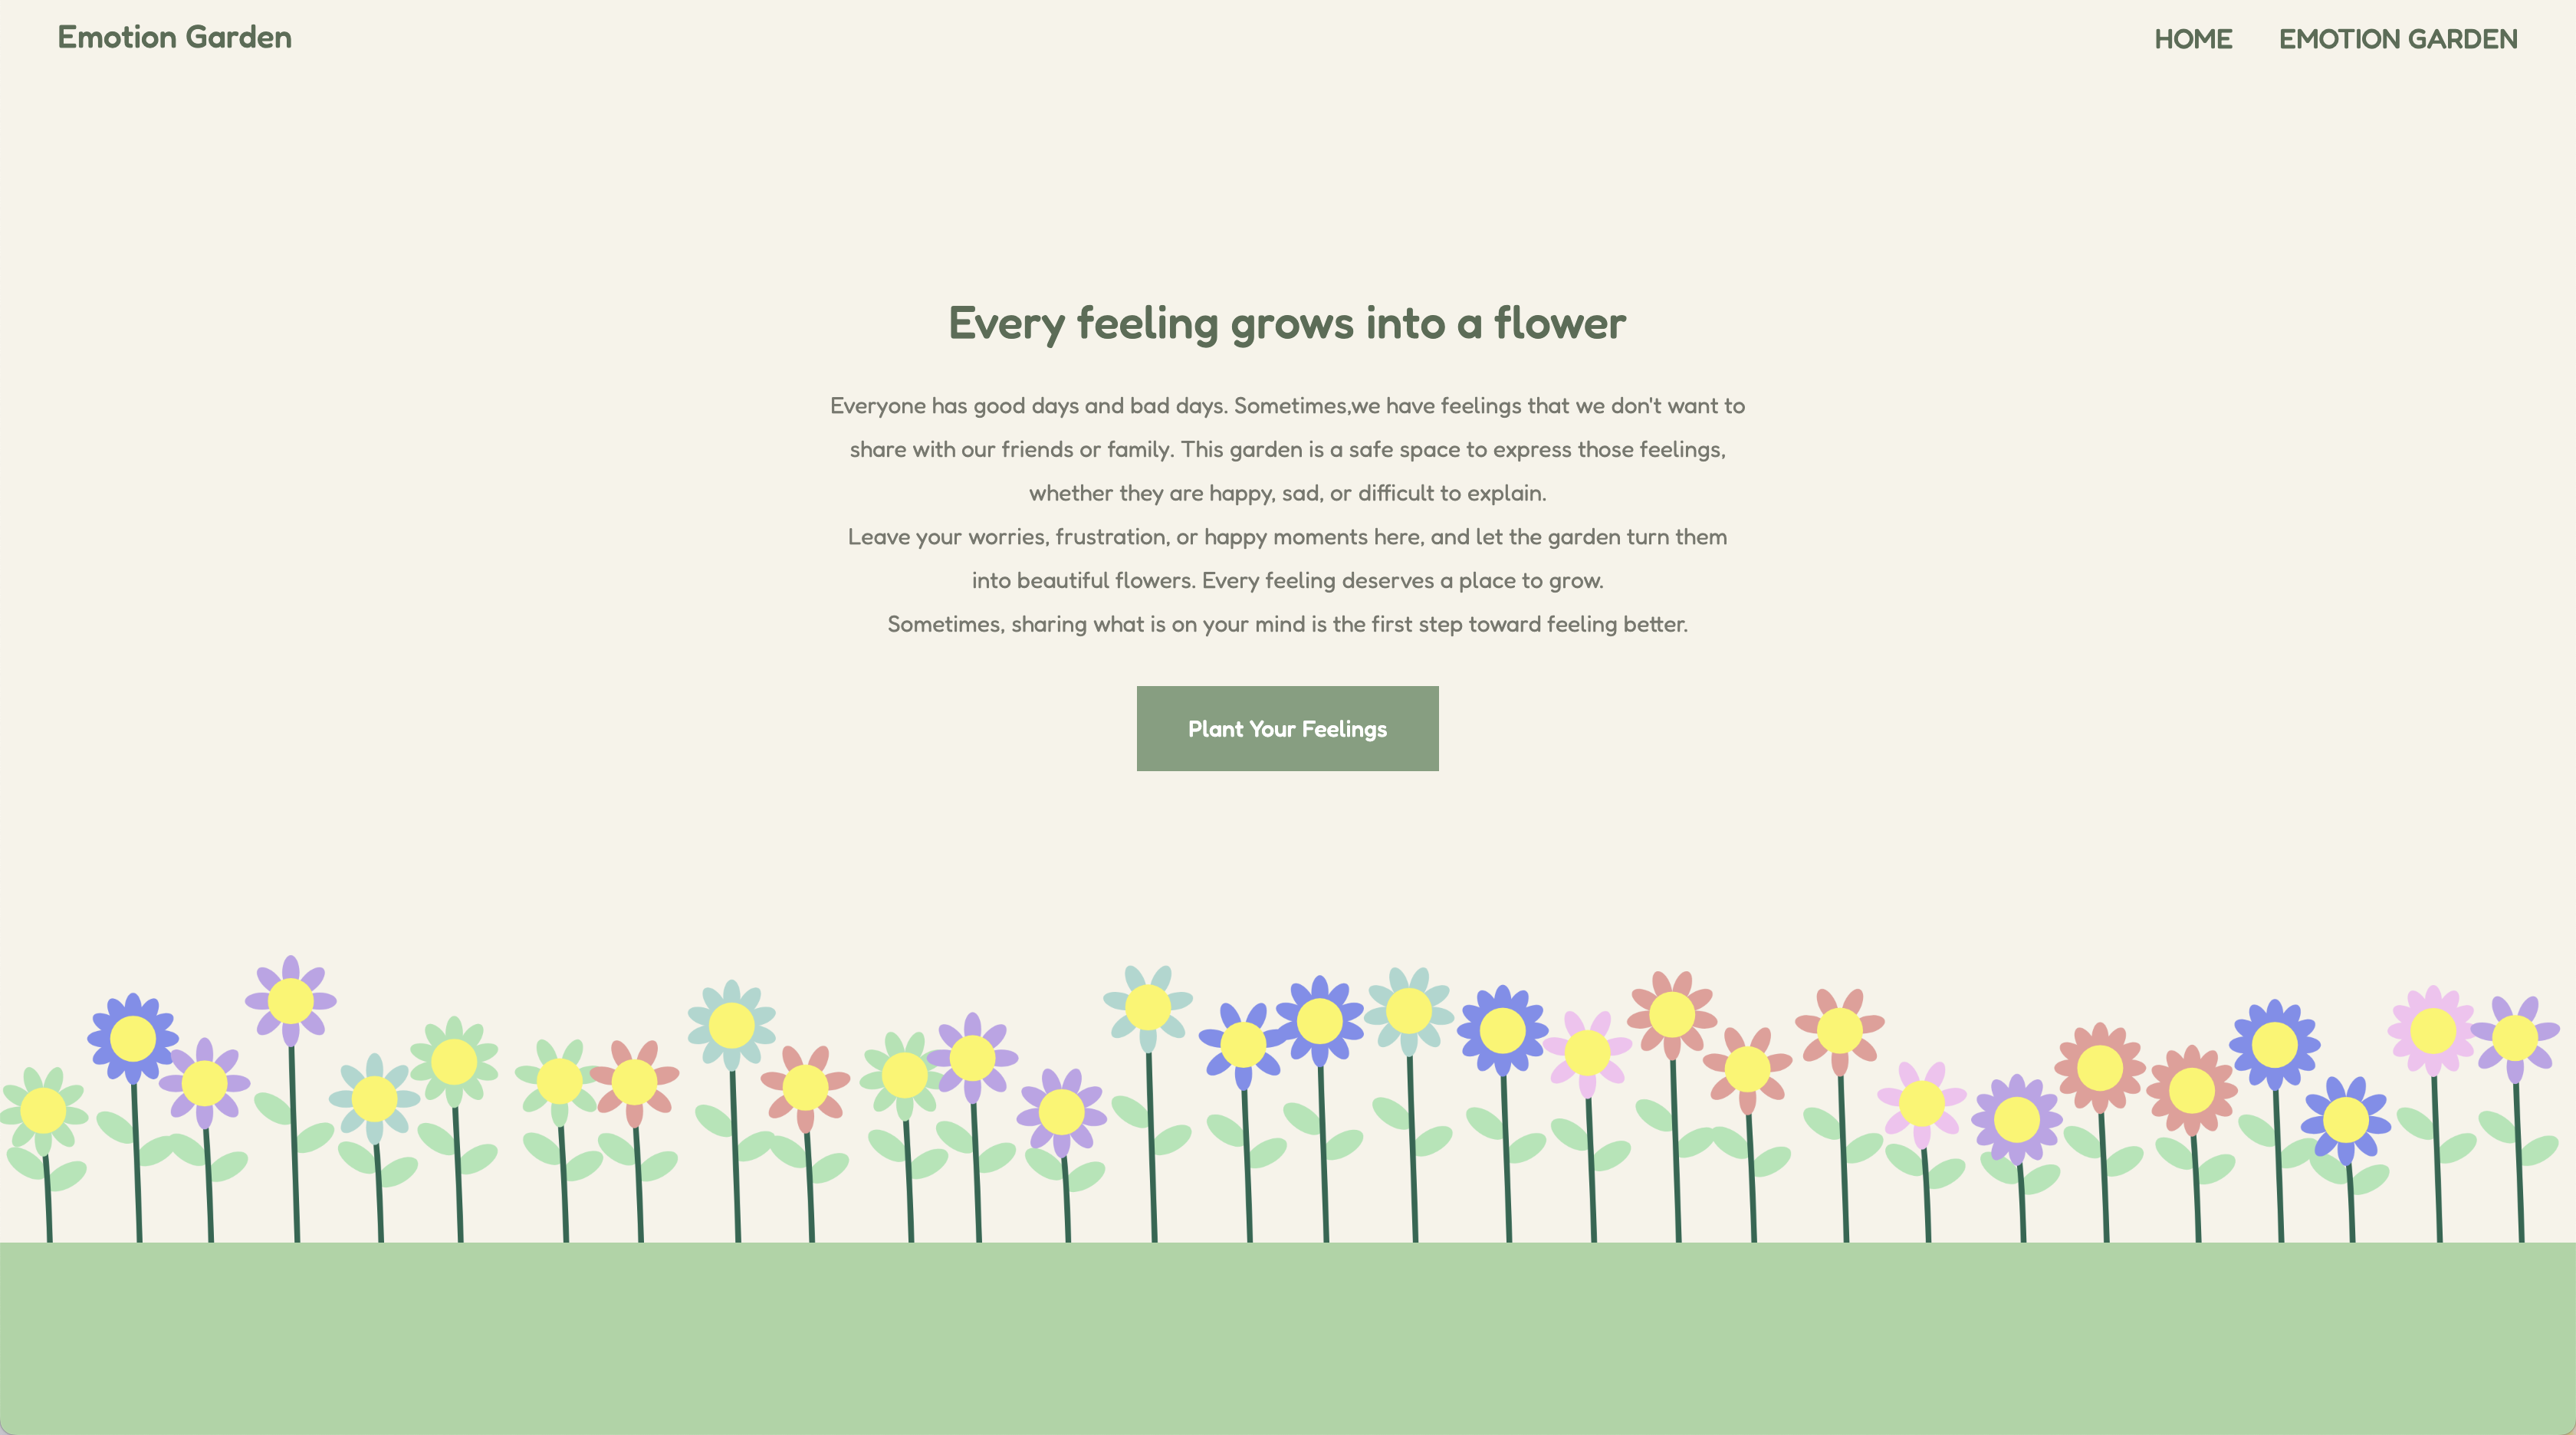 Emotion Garden
HOME
EMOTION GARDEN
Every feeling grows into a flower
Everyone has good days and bad days. Sometimes,we have feelings that we don't want to
share with our friends or family. This garden is a safe space to express those feelings,
whether they are happy, sad, or difficult to explain.
Leave your worries, frustration, or happy moments here, and let the garden turn them
into beautiful flowers. Every feeling deserves a place to grow.
Sometimes, sharing what is on your mind is the first step toward feeling better.
Plant Your Feelings